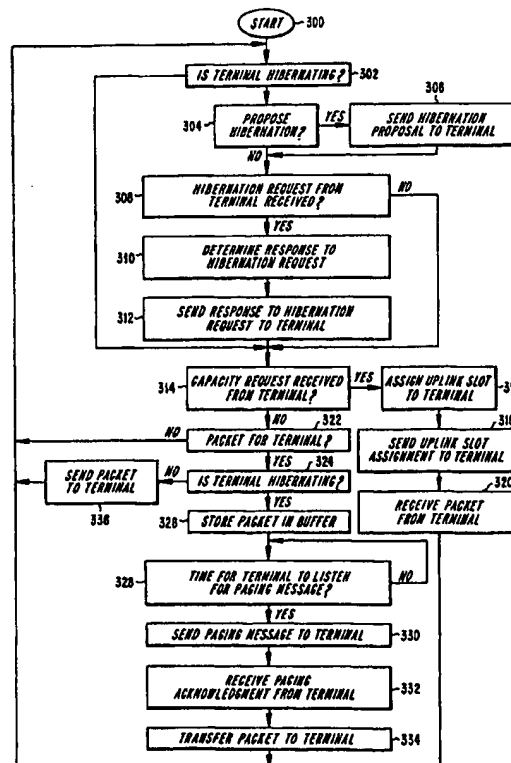 START 300
IS TERMINAL HIBERNATING? 302
304 PROPOSE HIBERNATION? YES
306
SEND HIBERNATION PROPOSAL TO TERMINAL
NO
308 HIBERNATION REQUEST FROM TERMINAL RECEIVED? NO
YES
310 DETERMINE RESPONSE TO HIBERNATION REQUEST
312 SEND RESPONSE TO HIBERNATION REQUEST TO TERMINAL
314 CAPACITY REQUEST RECEIVED FROM TERMINAL? YES
ASSIGN UPLINK SLOT TO TERMINAL
NO
322
NO PACKET FOR TERMINAL?
318
SEND UPLINK SLOT ASSIGNMENT TO TERMINAL
YES 324
SEND PACKET TO TERMINAL
NO IS TERMINAL HIBERNATING?
336
YES
320
RECEIVE PACKET FROM TERMINAL
STORE PACKET IN BUFFER
TIME FOR TERMINAL TO LISTEN FOR PAGING MESSAGE? NO
YES
SEND PAGING MESSAGE TO TERMINAL 330
RECEIVE PAGING ACKNOWLEDGMENT FROM TERMINAL 332
TRANSFER PACKET TO TERMINAL 334